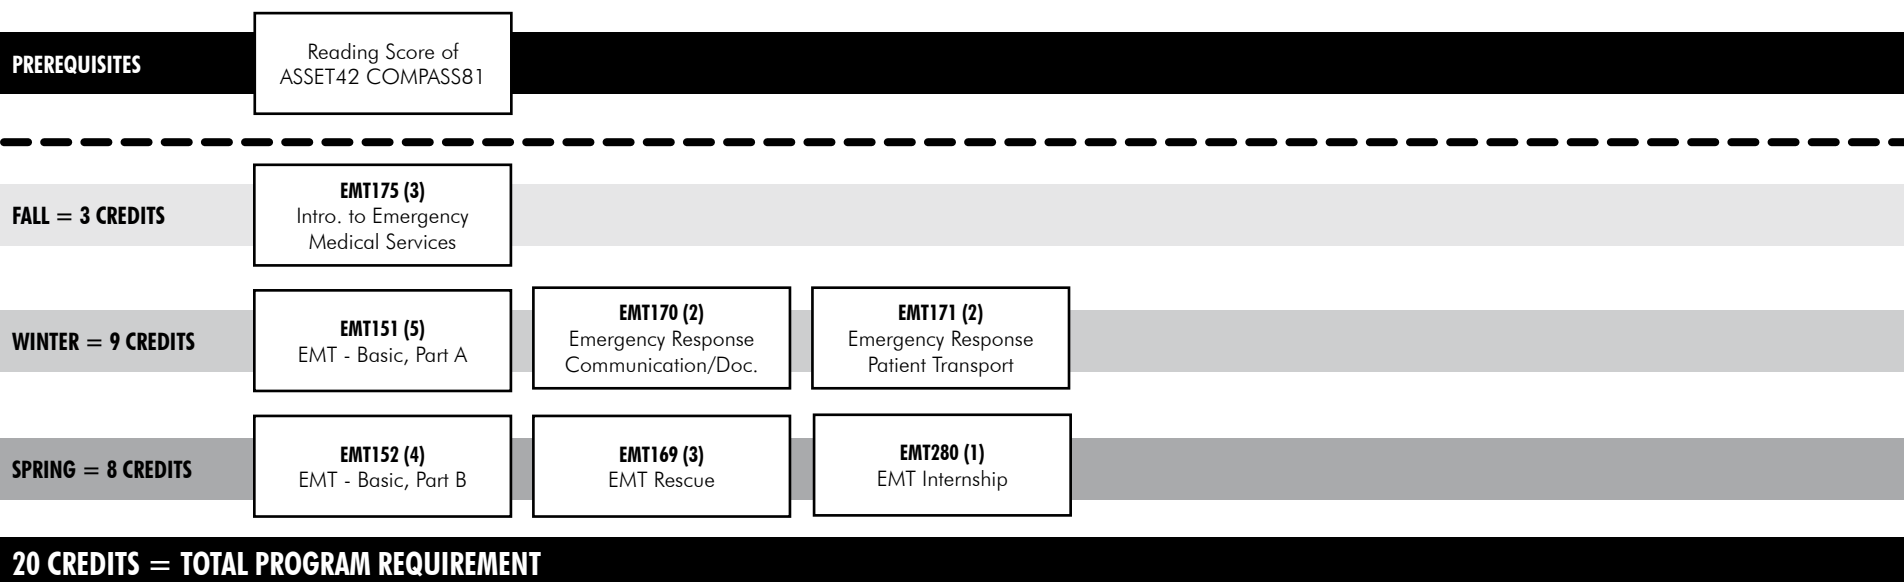 PREREQUISITES
Reading Score of
ASSET42 COMPASS81
FALL = 3 CREDITS
EMT175 (3)
Intro. to Emergency
Medical Services
WINTER = 9 CREDITS
EMT151 (5)
EMT - Basic, Part A
EMT170 (2)
Emergency Response
Communication/Doc.
EMT171 (2)
Emergency Response
Patient Transport
SPRING = 8 CREDITS
EMT152 (4)
EMT - Basic, Part B
EMT169 (3)
EMT Rescue
EMT280 (1)
EMT Internship
20 CREDITS = TOTAL PROGRAM REQUIREMENT